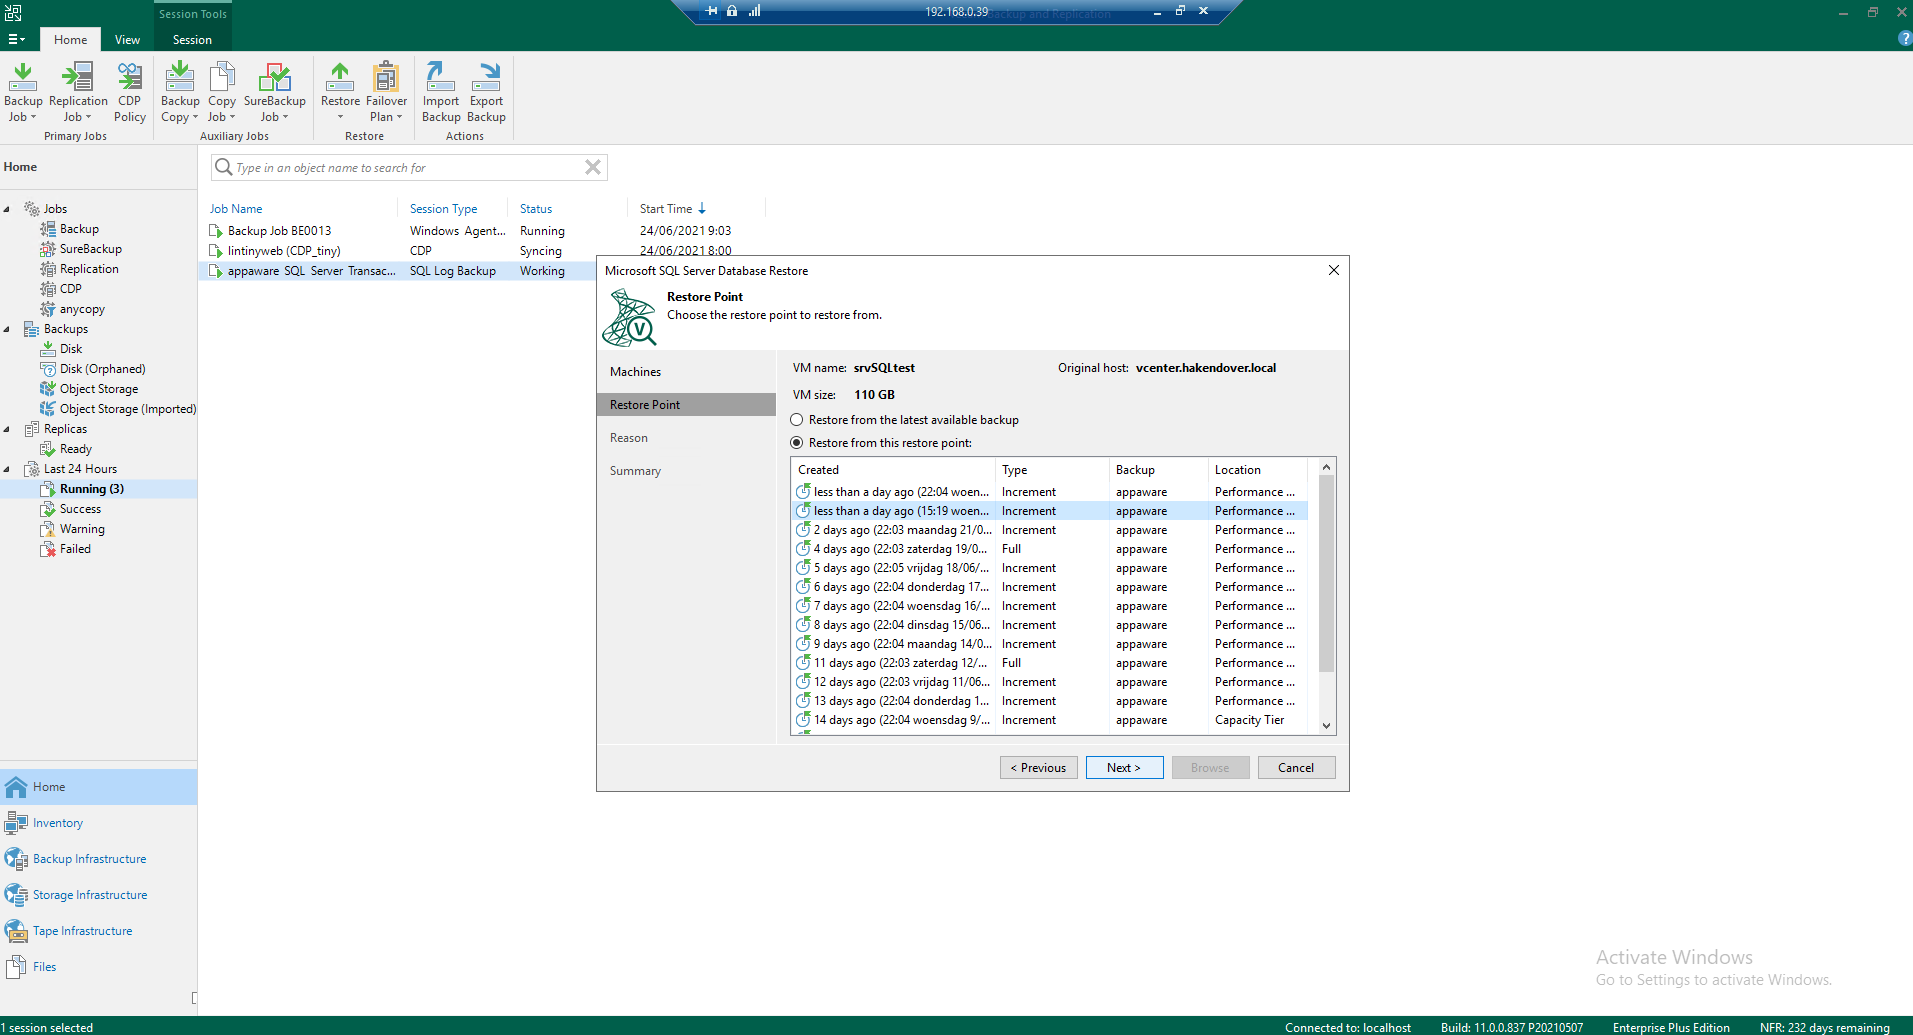 Session Tools
192.168.0.39
Backup and Replication
Home
View
Session
Backup Job
Replication Job
CDP Policy
Backup Copy
Copy Job
SureBackup Job
Restore
Failover Plan
Import Backup
Export Backup
Primary Jobs
Auxiliary Jobs
Restore
Actions
Home
Type in an object name to search for
Jobs
Backup
SureBackup
Replication
CDP
anycopy
Backups
Disk
Disk (Orphaned)
Object Storage
Object Storage (Imported)
Replicas
Ready
Last 24 Hours
Running (3)
Success
Warning
Failed
Home
Inventory
Backup Infrastructure
Storage Infrastructure
Tape Infrastructure
Files
Job Name Session Type Status Start Time
Backup Job BE0013 Windows Agent... Running 24/06/2021 9:03
lintinyweb (CDP_tiny) CDP Syncing 24/06/2021 8:00
appaware SQL Server Transac... SQL Log Backup Working
Microsoft SQL Server Database Restore
Restore Point
Choose the restore point to restore from.
Machines
Restore Point
Reason
Summary
VM name: srvSQLtest Original host: vcenter.hakendover.local
VM size: 110 GB
Restore from the latest available backup
Restore from this restore point:
Created Type Backup Location
less than a day ago (22:04 woen... Increment appaware Performance ...
less than a day ago (15:19 woen... Increment appaware Performance ...
2 days ago (22:03 maandag 21/0... Increment appaware Performance ...
4 days ago (22:03 zaterdag 19/0... Full appaware Performance ...
5 days ago (22:05 vrijdag 18/06/... Increment appaware Performance ...
6 days ago (22:04 donderdag 17... Increment appaware Performance ...
7 days ago (22:04 woensdag 16/... Increment appaware Performance ...
8 days ago (22:04 dinsdag 15/06... Increment appaware Performance ...
9 days ago (22:04 maandag 14/0... Increment appaware Performance ...
11 days ago (22:03 zaterdag 12/... Full appaware Performance ...
12 days ago (22:03 vrijdag 11/06... Increment appaware Performance ...
13 days ago (22:04 donderdag 1... Increment appaware Performance ...
14 days ago (22:04 woensdag 9/... Increment appaware Capacity Tier
< Previous Next > Browse Cancel
Activate Windows
Go to Settings to activate Windows.
1 session selected
Connected to: localhost Build: 11.0.0.837 P20210507 Enterprise Plus Edition NFR: 232 days remaining